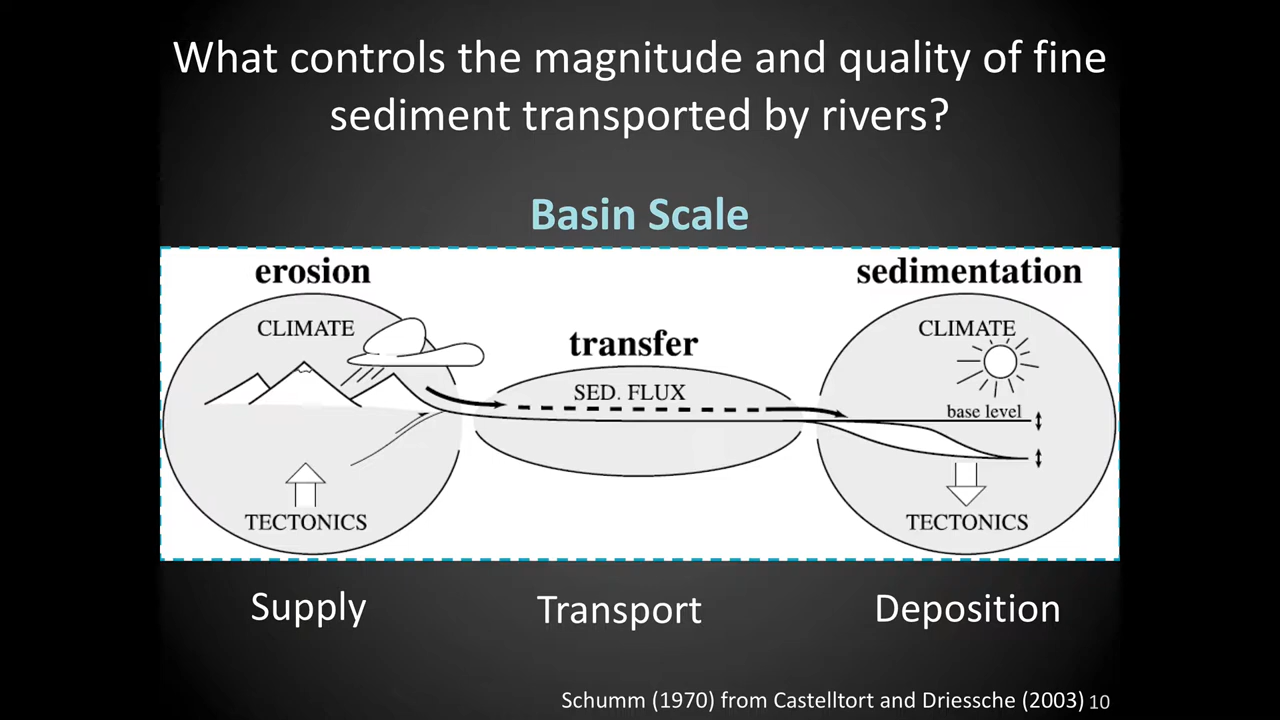 What controls the magnitude and quality of fine
sediment transported by rivers?
Basin Scale
erosion
sedimentation
CLIMATE
CLIMATE
transfer
SED. FLUX
base level
TECTONICS
TECTONICS
Supply
Transport
Deposition
Schumm (1970) from Castelltort and Driessche (2003) 10